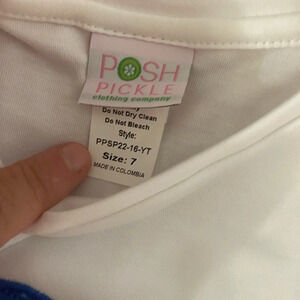 POSH
PICKLE
clothing company
Do Not Dry Clean
Do Not Bleach
Style:
PPSP22-16-YT
Size: 7
MADE IN COLOMBIA